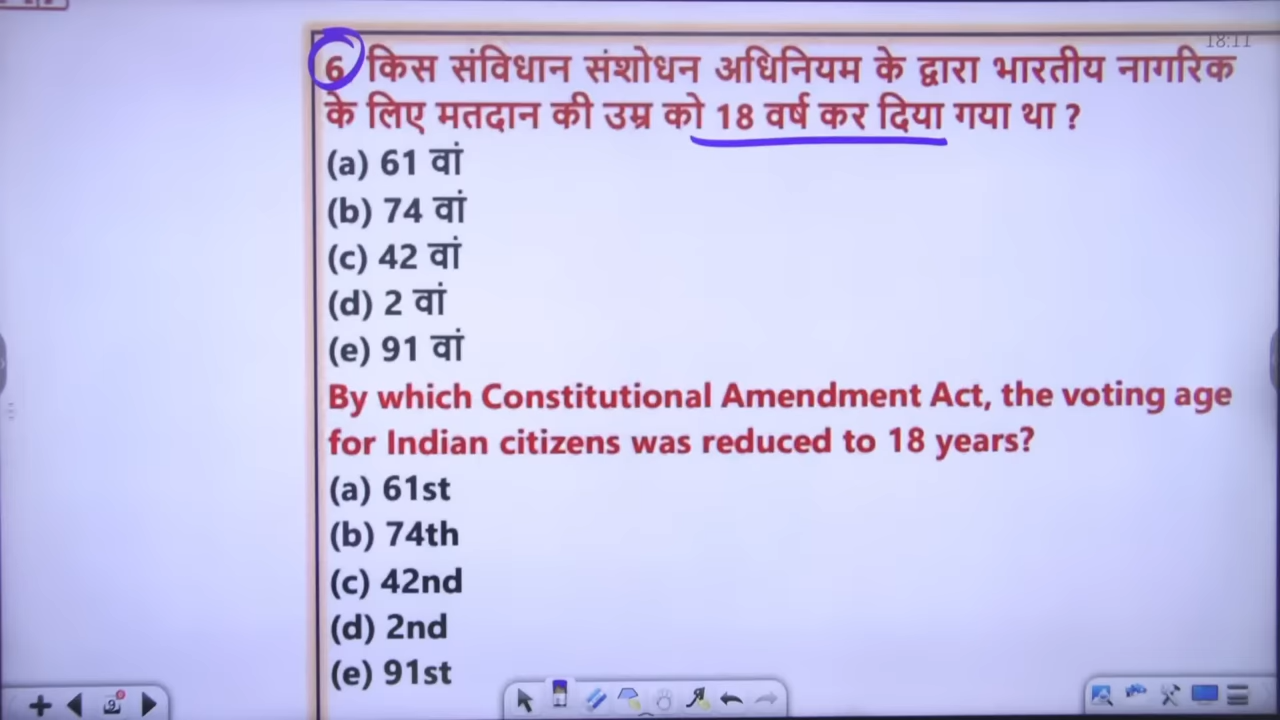 18:11
6. किस संविधान संशोधन अधिनियम के द्वारा भारतीय नागरिक
के लिए मतदान की उम्र को 18 वर्ष कर दिया गया था ?
(a) 61 वां
(b) 74 वां
(c) 42 वां
(d) 2 वां
(e) 91 वां
By which Constitutional Amendment Act, the voting age
for Indian citizens was reduced to 18 years?
(a) 61st
(b) 74th
(c) 42nd
(d) 2nd
(e) 91st